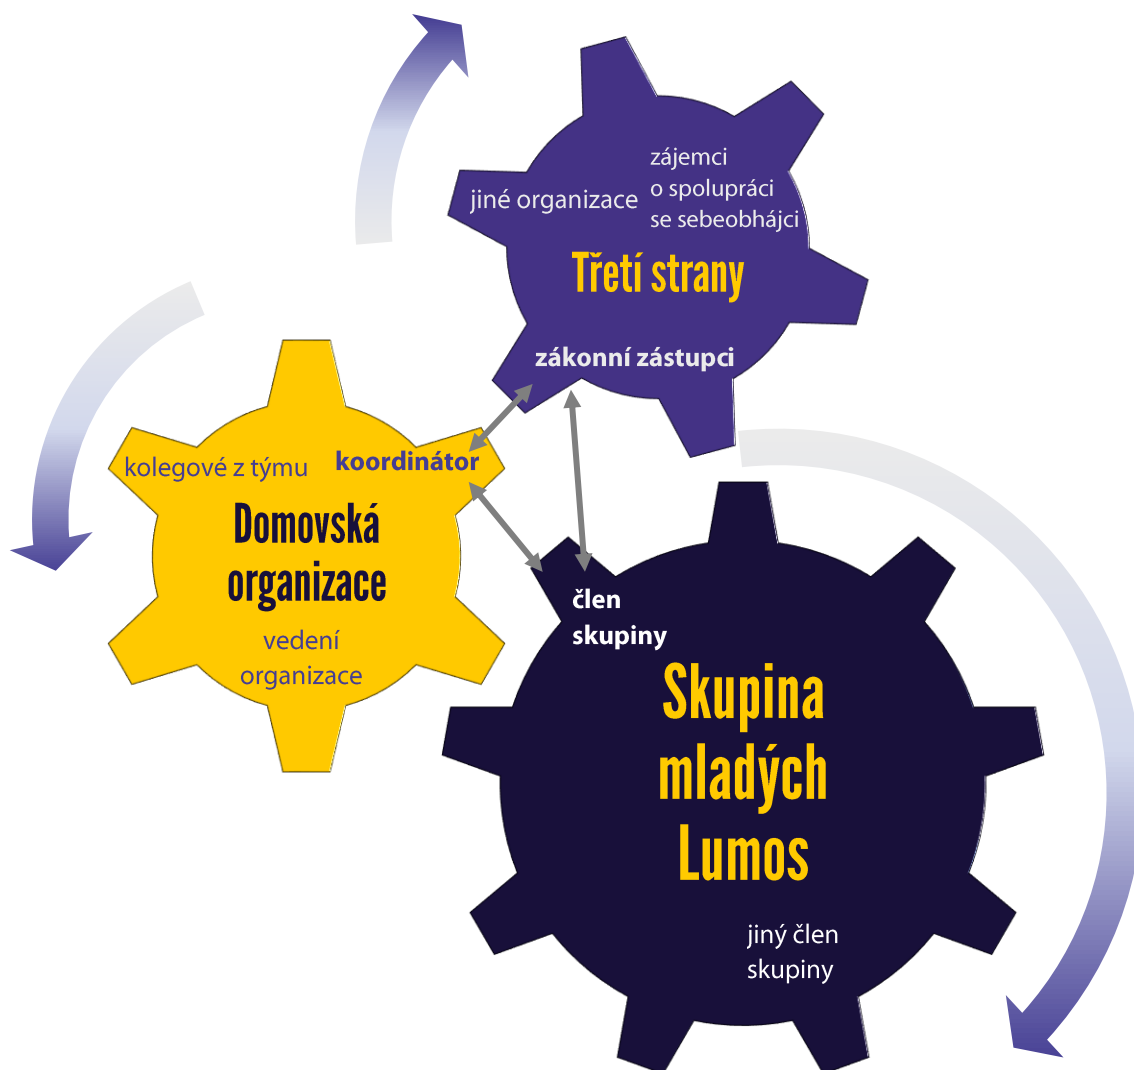 zájemci
o spolupráci
se sebeobhájci
jiné organizace
Třetí strany
zákonní zástupci
kolegové z týmu
koordinátor
Domovská
organizace
vedení
organizace
člen
skupiny
Skupina
mladých
Lumos
jiný člen
skupiny